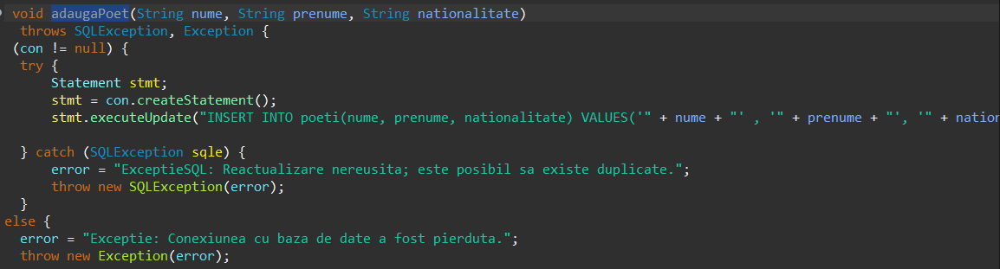 void adaugaPoet(String nume, String prenume, String nationalitate)
throws SQLException, Exception {
(con != null) {
try {
Statement stmt;
stmt = con.createStatement();
stmt.executeUpdate("INSERT INTO poeti(nume, prenume, nationalitate) VALUES('" + nume + "' , '" + prenume + "', '" + nation
} catch (SQLException sqle) {
error = "ExceptieSQL: Reactualizare nereusita; este posibil sa existe duplicate.";
throw new SQLException(error);
}
else {
error = "Exceptie: Conexiunea cu baza de date a fost pierduta.";
throw new Exception(error);